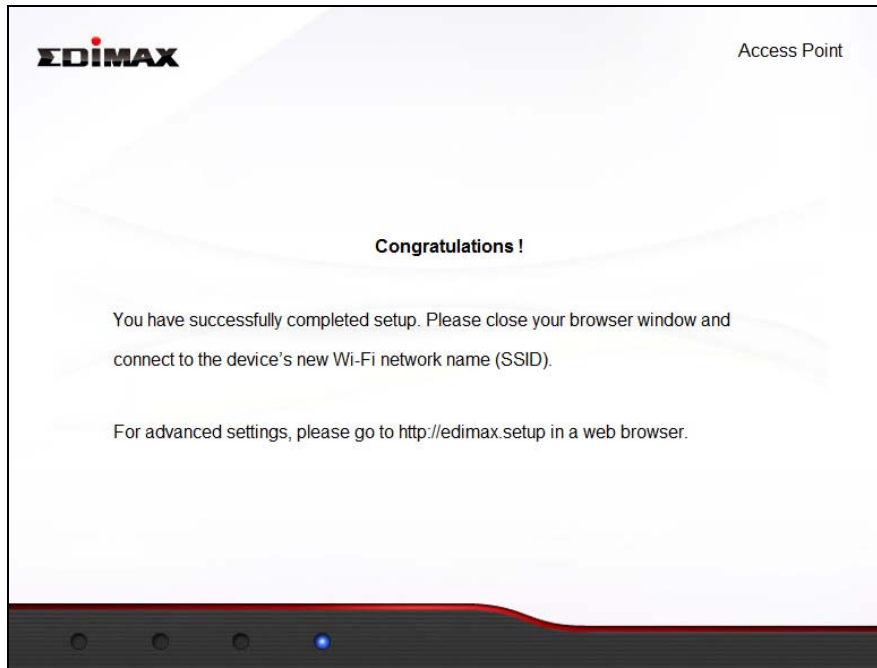 EDIMAX
Access Point
Congratulations !
You have successfully completed setup. Please close your browser window and
connect to the device's new Wi-Fi network name (SSID).
For advanced settings, please go to http://edimax.setup in a web browser.